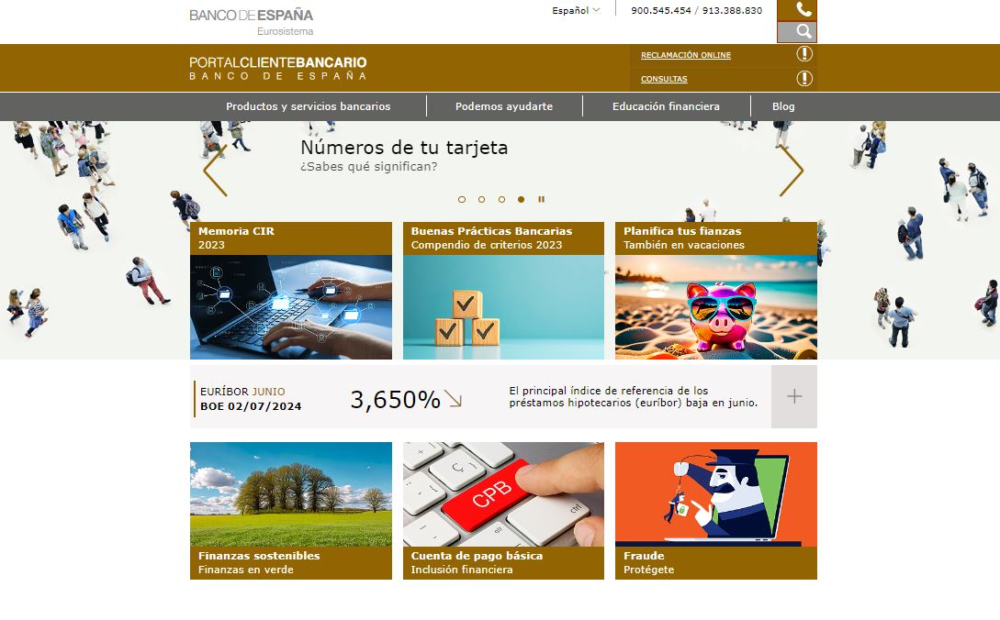 BANCO DE ESPAÑA
Eurosistema
Español
900.545.454 / 913.388.830
PORTALCLIENTEBANCARIO
BANCO DE ESPAÑA
RECLAMACIÓN ONLINE
CONSULTAS
Productos y servicios bancarios
Podemos ayudarte
Educación financiera
Blog
Números de tu tarjeta
¿Sabes qué significan?
Memoria CIR
2023
Buenas Prácticas Bancarias
Compendio de criterios 2023
Planifica tus fianzas
También en vacaciones
EURÍBOR JUNIO
BOE 02/07/2024
3,650%
El principal índice de referencia de los
préstamos hipotecarios (euríbor) baja en junio.
CPB
ctrl
alt
Finanzas sostenibles
Finanzas en verde
Cuenta de pago básica
Inclusión financiera
Fraude
Protégete